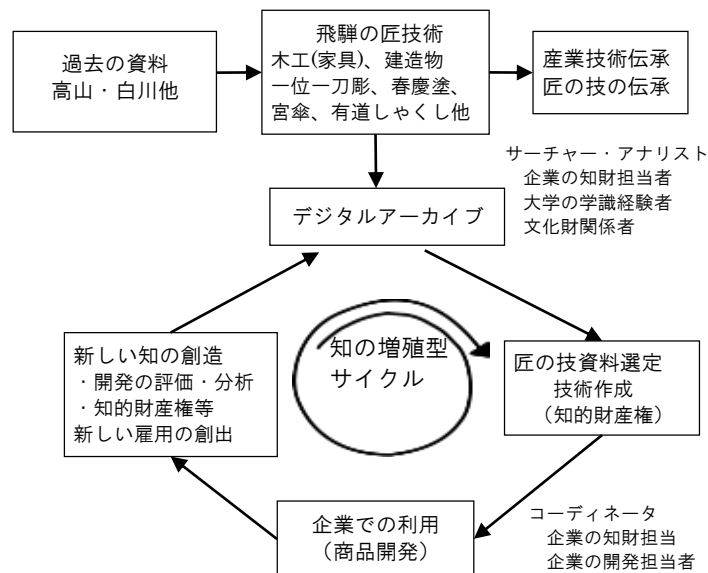 過去の資料
高山・白川他
飛騨の匠技術
木工(家具)、建造物
一位一刀彫、春慶塗、
宮傘、有道しゃくし他
産業技術伝承
匠の技の伝承
サーチャー・アナリスト
企業の知財担当者
大学の学識経験者
文化財関係者
デジタルアーカイブ
知の増殖型
サイクル
新しい知の創造
・開発の評価・分析
・知的財産権等
新しい雇用の創出
匠の技資料選定
技術作成
（知的財産権）
企業での利用
（商品開発）
コーディネータ
企業の知財担当
企業の開発担当者